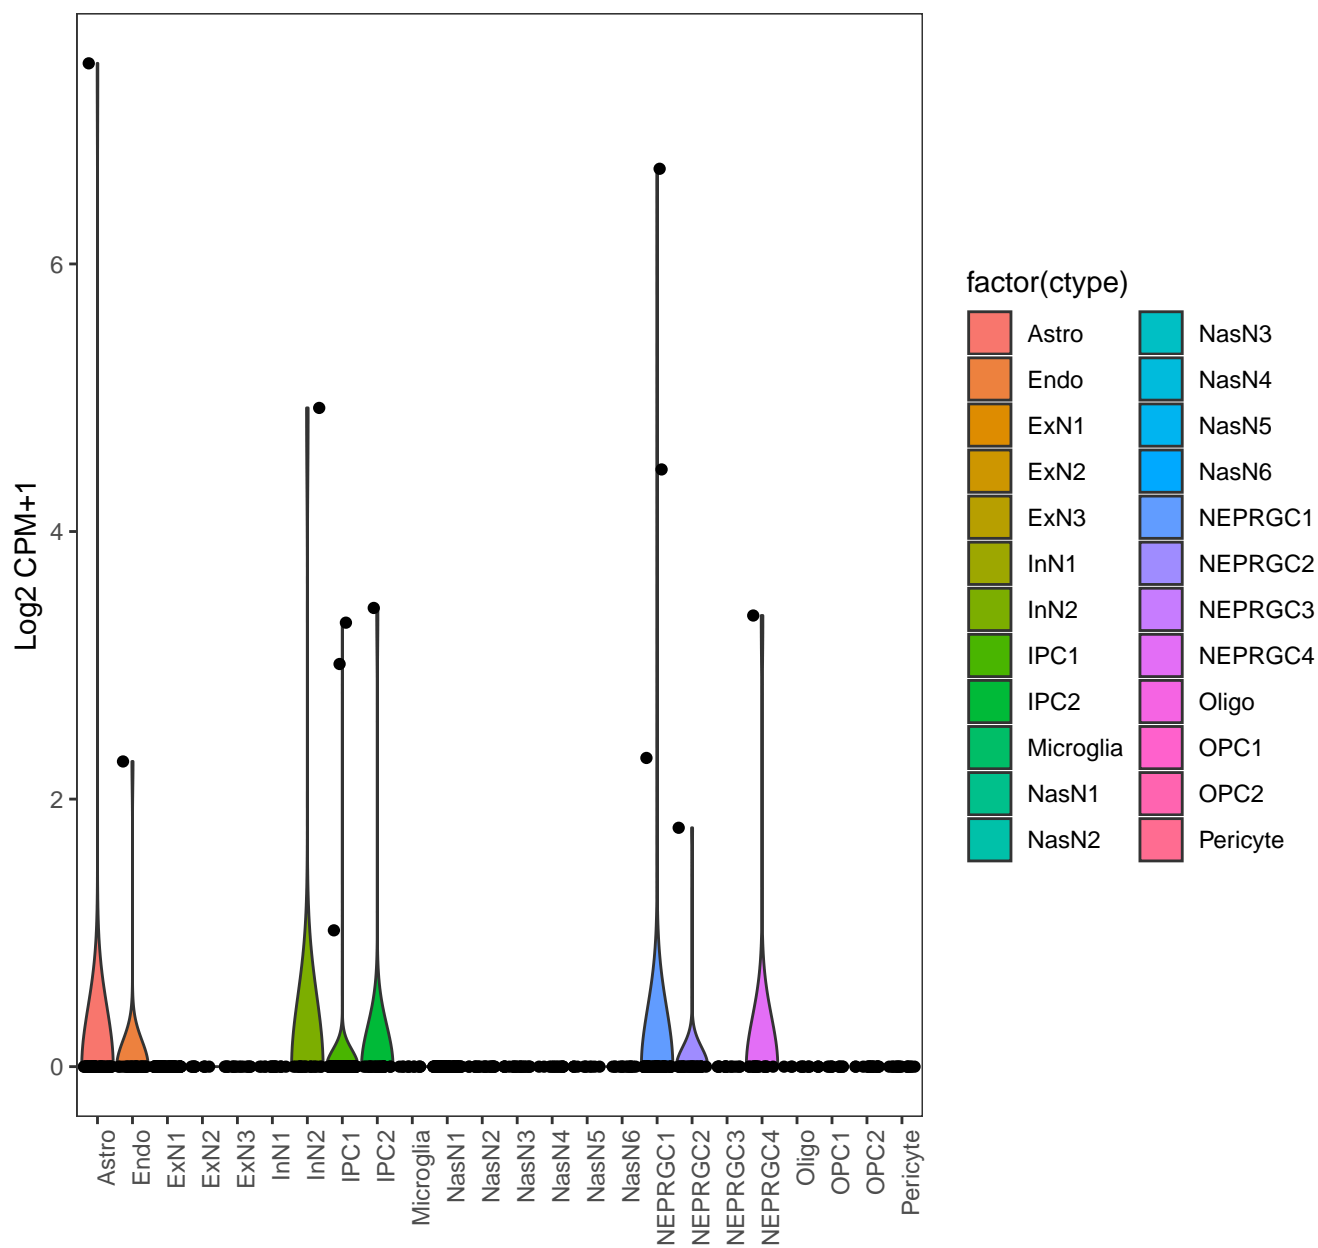 Log2 CPM+1
6
4
2
0
Astro
Endo
ExN1
ExN2
ExN3
InN1
InN2
IPC1
IPC2
Microglia
NasN1
NasN2
NasN3
NasN4
NasN5
NasN6
NEPRGC1
NEPRGC2
NEPRGC3
NEPRGC4
Oligo
OPC1
OPC2
Pericyte
factor(ctype)
Astro
Endo
ExN1
ExN2
ExN3
InN1
InN2
IPC1
IPC2
Microglia
NasN1
NasN2
NasN3
NasN4
NasN5
NasN6
NEPRGC1
NEPRGC2
NEPRGC3
NEPRGC4
Oligo
OPC1
OPC2
Pericyte